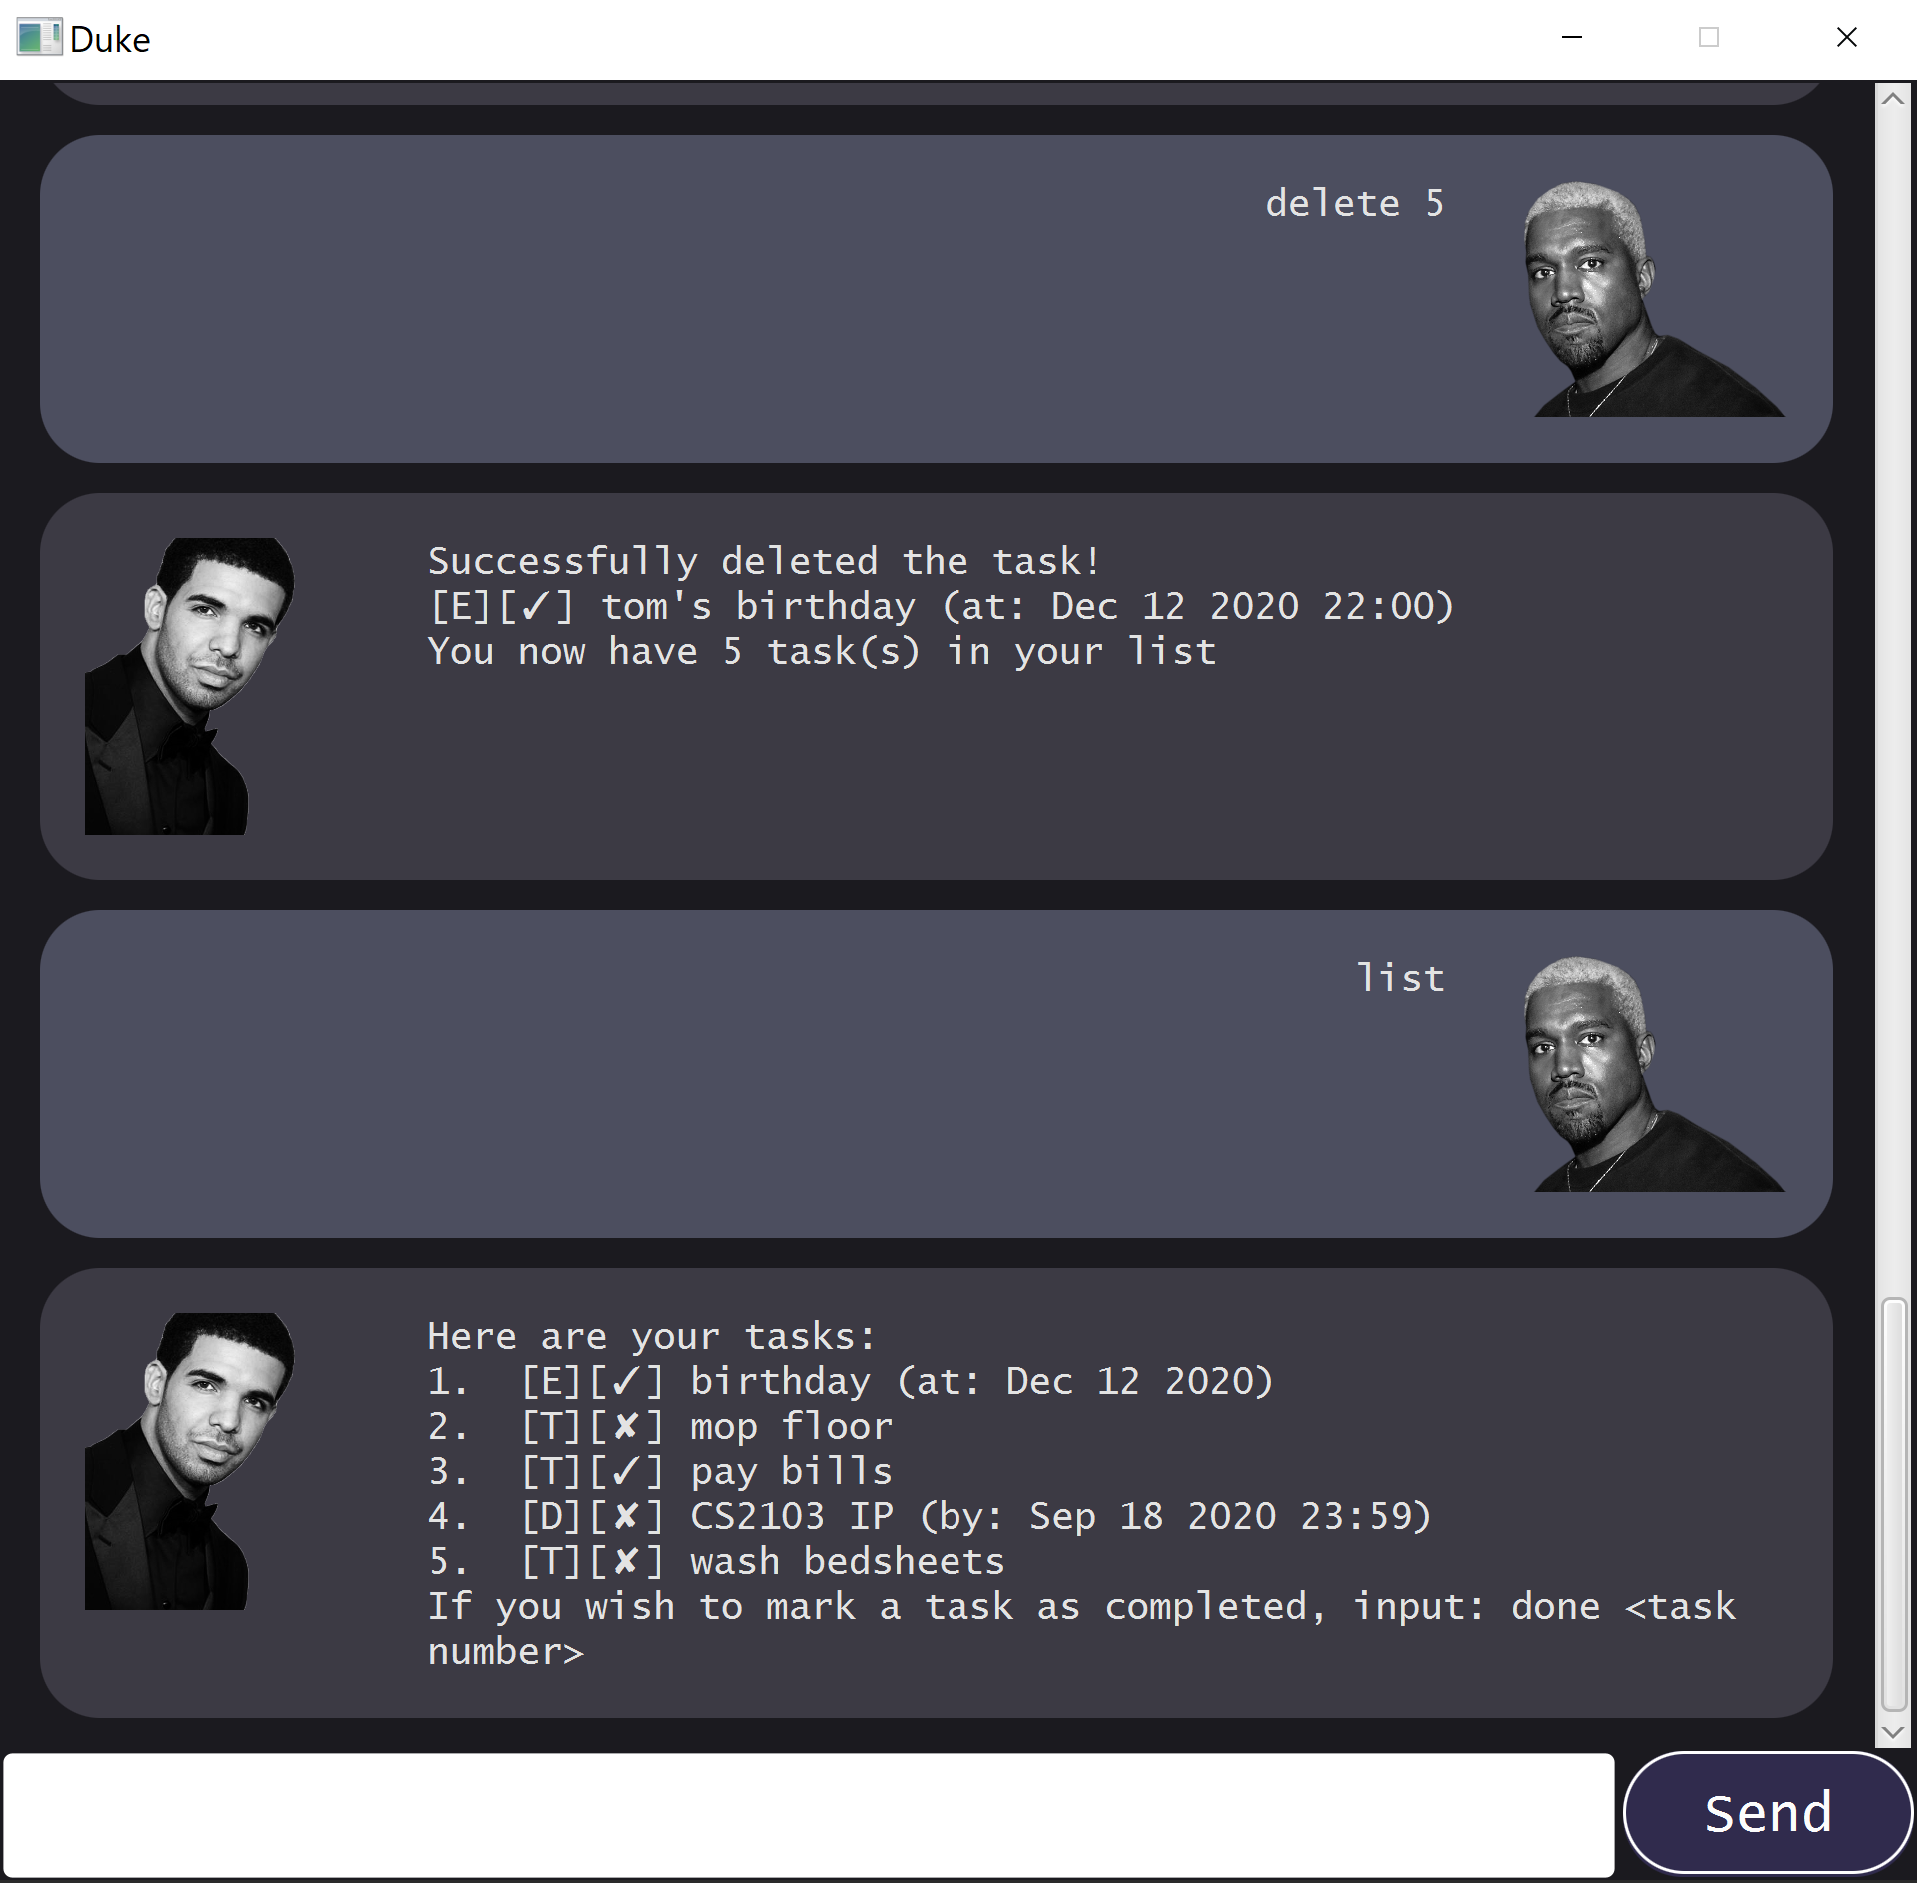 Duke
delete 5
Successfully deleted the task!
[E][✓] tom's birthday (at: Dec 12 2020 22:00)
You now have 5 task(s) in your list
list
Here are your tasks:
1.  [E][✓] birthday (at: Dec 12 2020)
2.  [T][✘] mop floor
3.  [T][✓] pay bills
4.  [D][✘] CS2103 IP (by: Sep 18 2020 23:59)
5.  [T][✘] wash bedsheets
If you wish to mark a task as completed, input: done <task
number>
Send